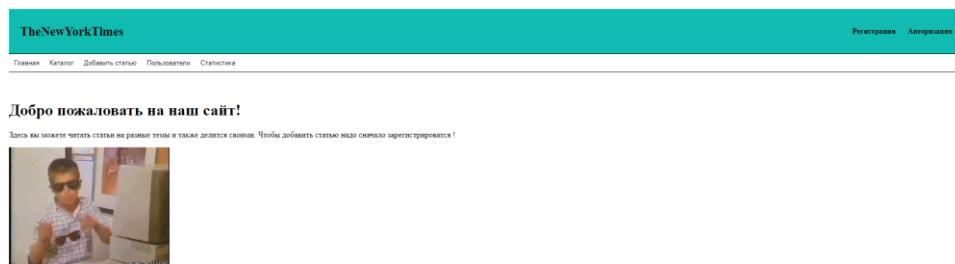 TheNewYorkTimes
Регистрация Авторизация
Главная Каталог Добавить статью Пользователи Статистика
Добро пожаловать на наш сайт!
Здесь вы можете читать статьи на разные темы и также делится своими. Чтобы добавить статью надо сначало зарегистрироватся !